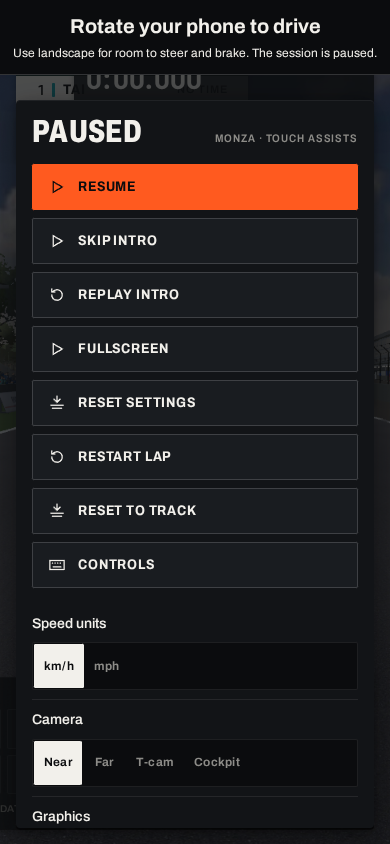 Rotate your phone to drive
Use landscape for room to steer and brake. The session is paused.
1 TA 0:00.000
PAUSED
MONZA · TOUCH ASSISTS
RESUME
SKIP INTRO
REPLAY INTRO
FULLSCREEN
RESET SETTINGS
RESTART LAP
RESET TO TRACK
CONTROLS
Speed units
km/h mph
Camera
Near Far T-cam Cockpit
Graphics